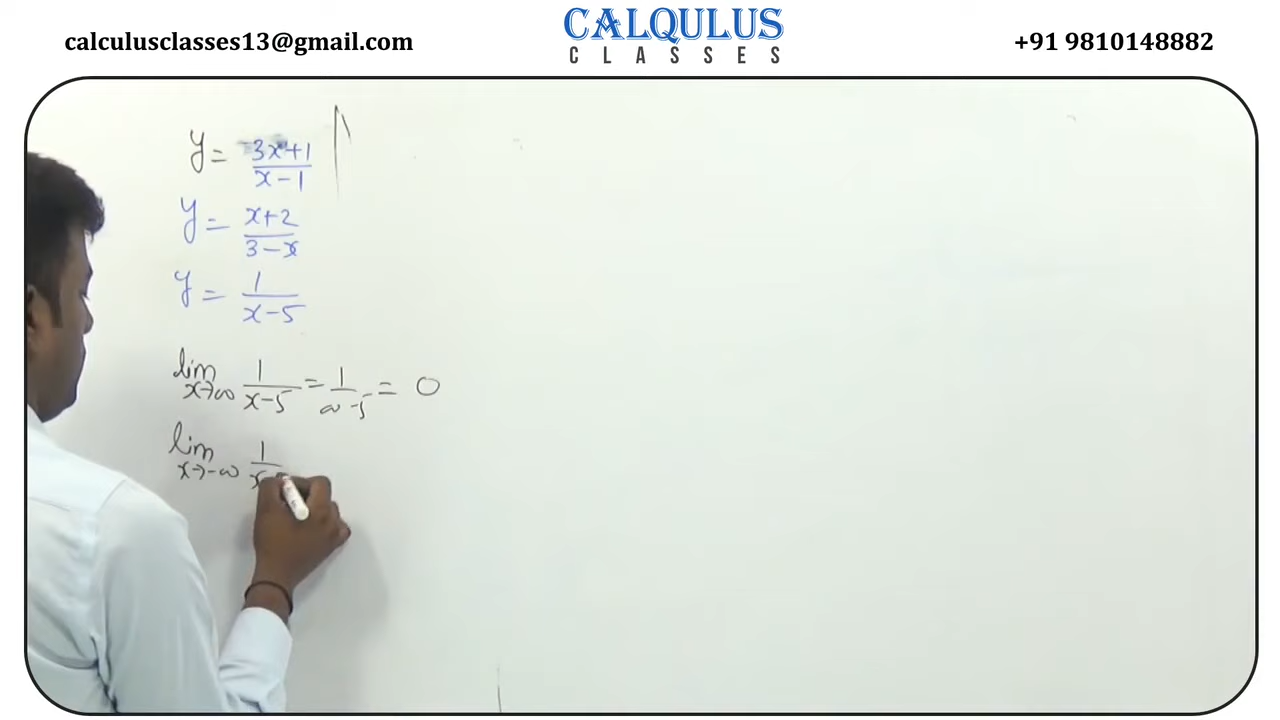 calculusclasses13@gmail.com
CALQULUS
CLASSES
+91 9810148882
y = 3x+1/x-1
y = x+2/3-x
y = 1/x-5
lim x→∞ 1/x-5 = 1/∞-5 = 0
lim x→-∞ 1/x